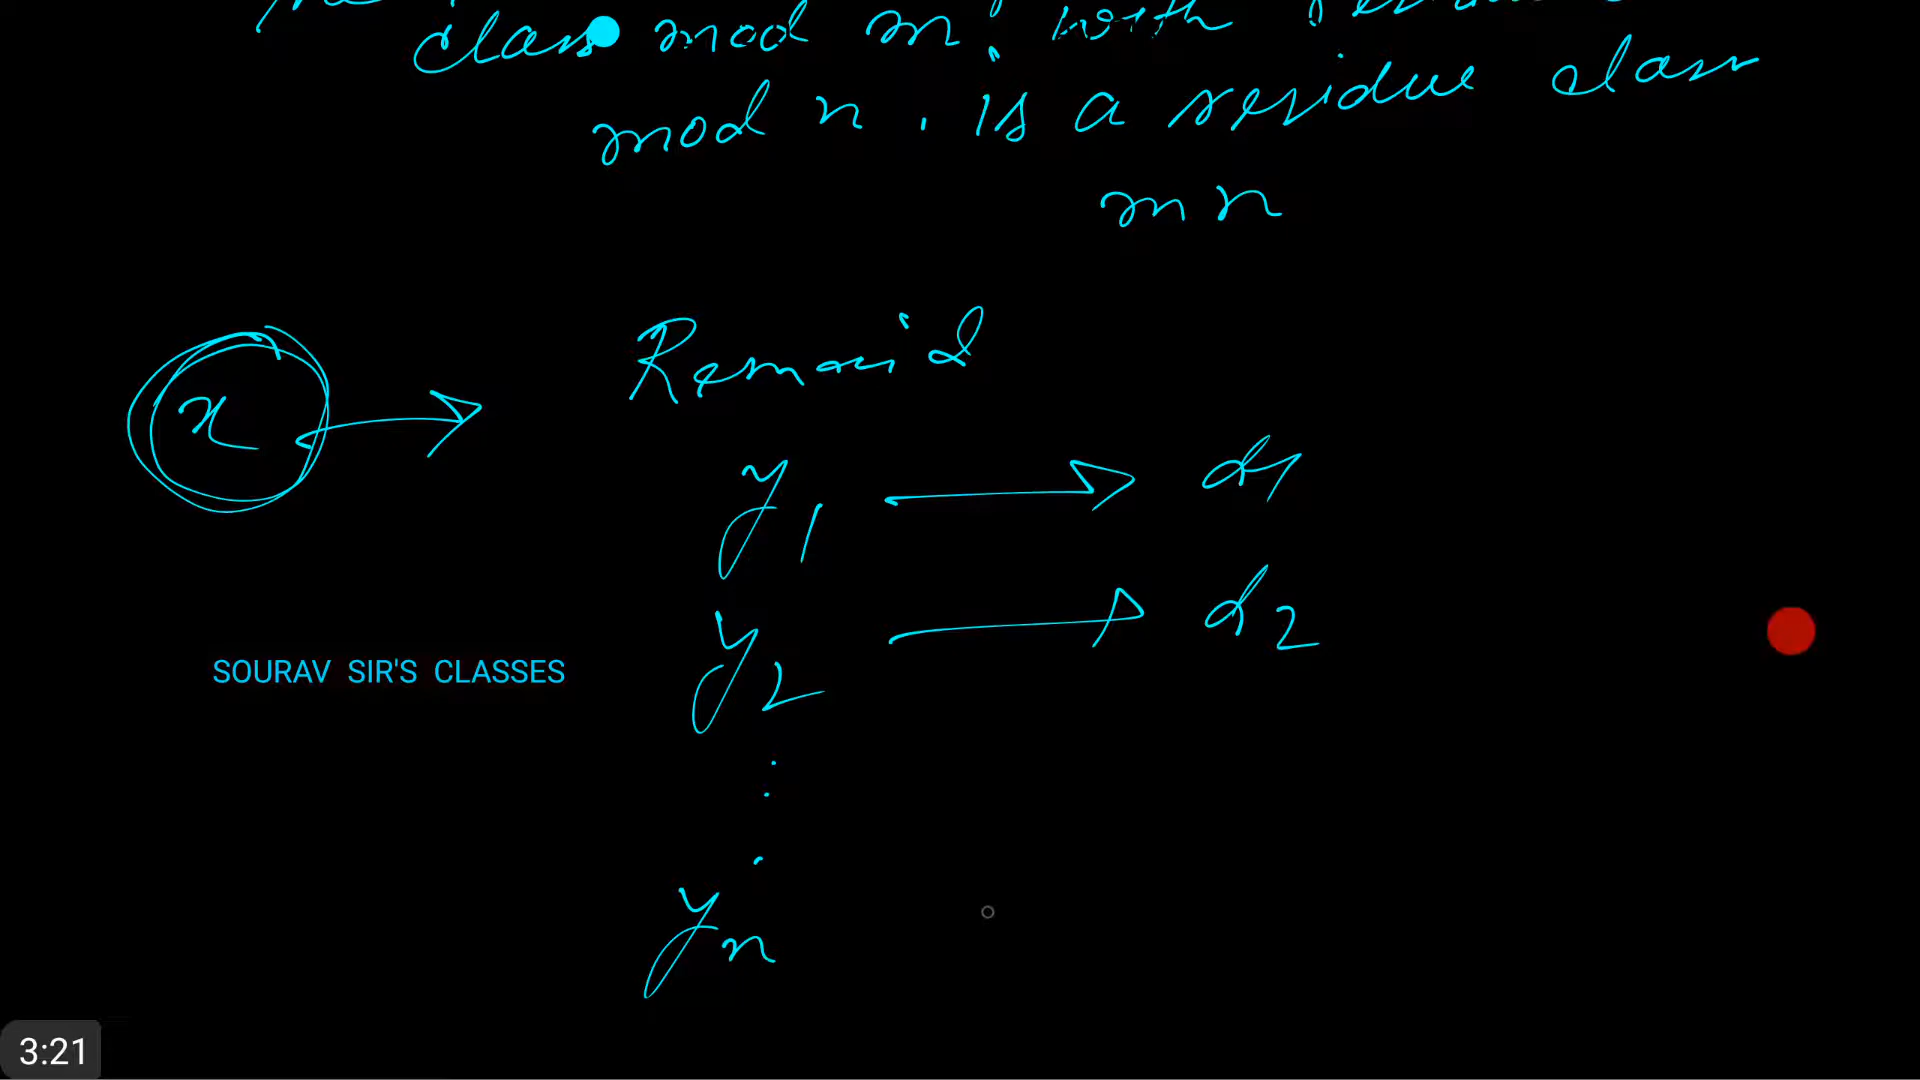 class mod m. with
mod n. is a residue class
mn
x
Remaind
y1 d1
y2 d2
SOURAV SIR'S CLASSES
yn
3:21